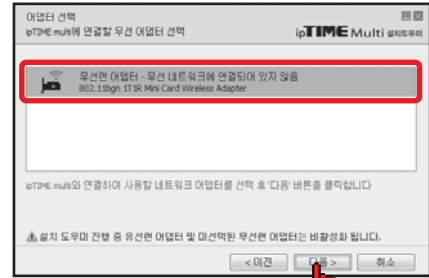 어댑터 선택
ipTIME multi에 연결할 무선 어댑터 선택
ipTIME Multi 설치도우미
무선랜 어댑터 - 무선 네트워크에 연결되어 있지 않음
802.11bgn 1T1R Mini Card Wireless Adapter
ipTIME multi와 연결하여 사용할 네트워크 어댑터를 선택 후 '다음' 버튼을 클릭합니다
설치 도우미 진행 중 유선랜 어댑터 및 미선택된 무선랜 어댑터는 비활성화 됩니다.
< 이전
다음 >
취소